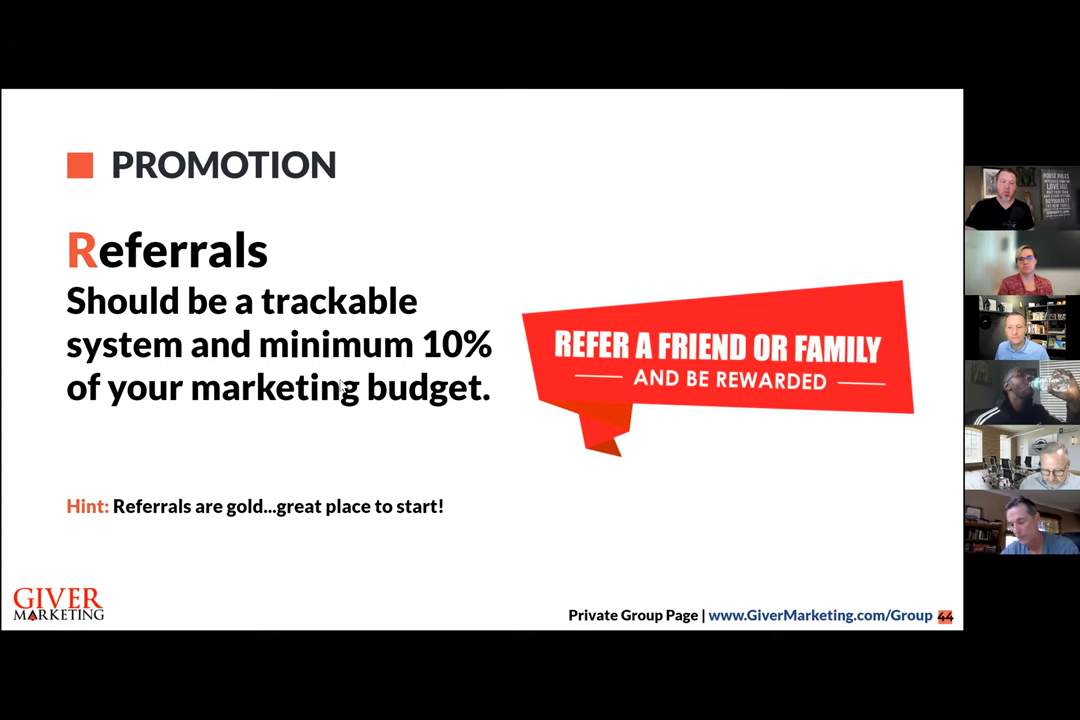 PROMOTION
Referrals
Should be a trackable
system and minimum 10%
of your marketing budget.
REFER A FRIEND OR FAMILY
AND BE REWARDED
Hint: Referrals are gold...great place to start!
GIVER
MARKETING
Private Group Page | www.GiverMarketing.com/Group 44